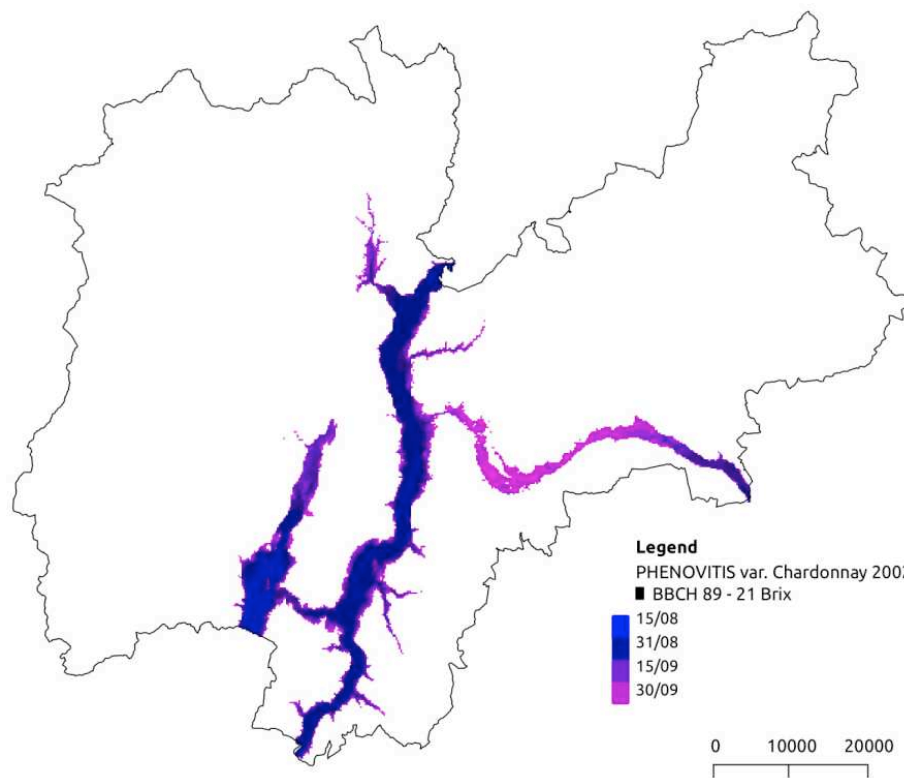 Legend
PHENOVITIS var. Chardonnay
BBCH 89 - 21 Brix
15/08
31/08
15/09
30/09
0 10000 20000